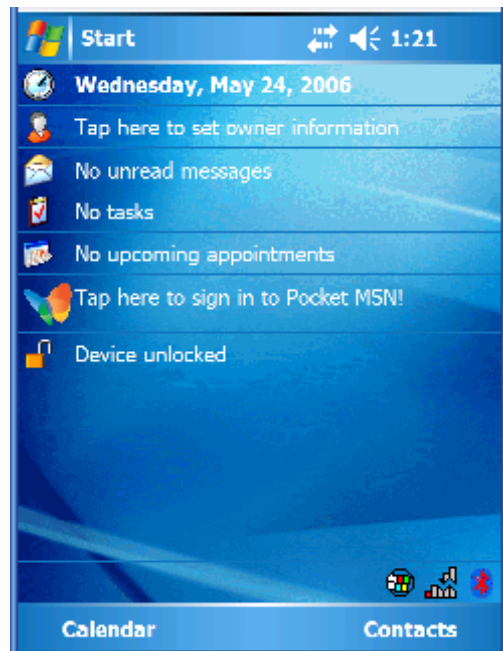 Start 1:21
Wednesday, May 24, 2006
Tap here to set owner information
No unread messages
No tasks
No upcoming appointments
Tap here to sign in to Pocket MSN!
Device unlocked
Calendar Contacts